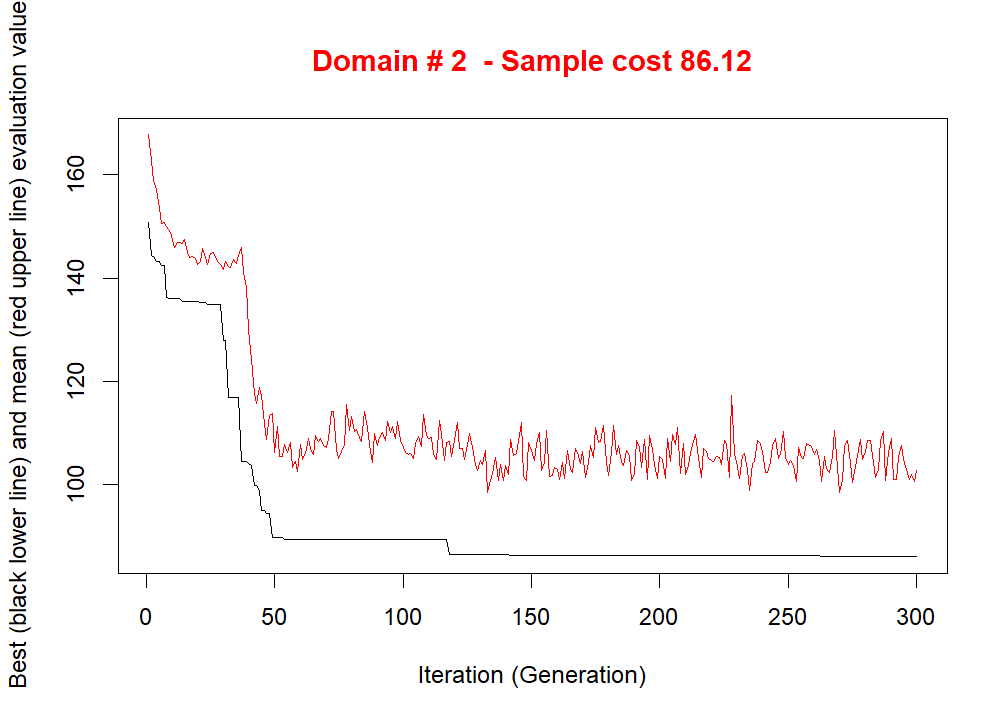 Domain # 2  - Sample cost 86.12
Best (black lower line) and mean (red upper line) evaluation value
160
140
120
100
0 50 100 150 200 250 300
Iteration (Generation)